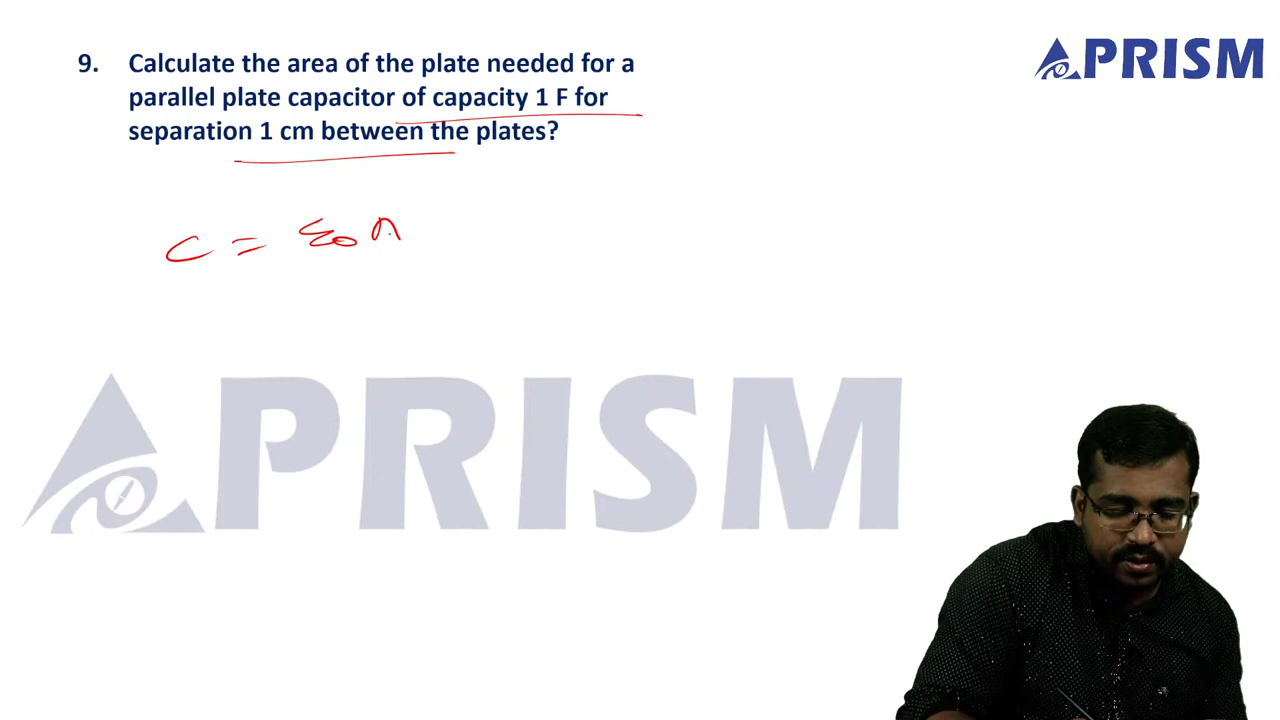 9. Calculate the area of the plate needed for a
parallel plate capacitor of capacity 1 F for
separation 1 cm between the plates?
PRISM
C = ε₀ A
PRISM